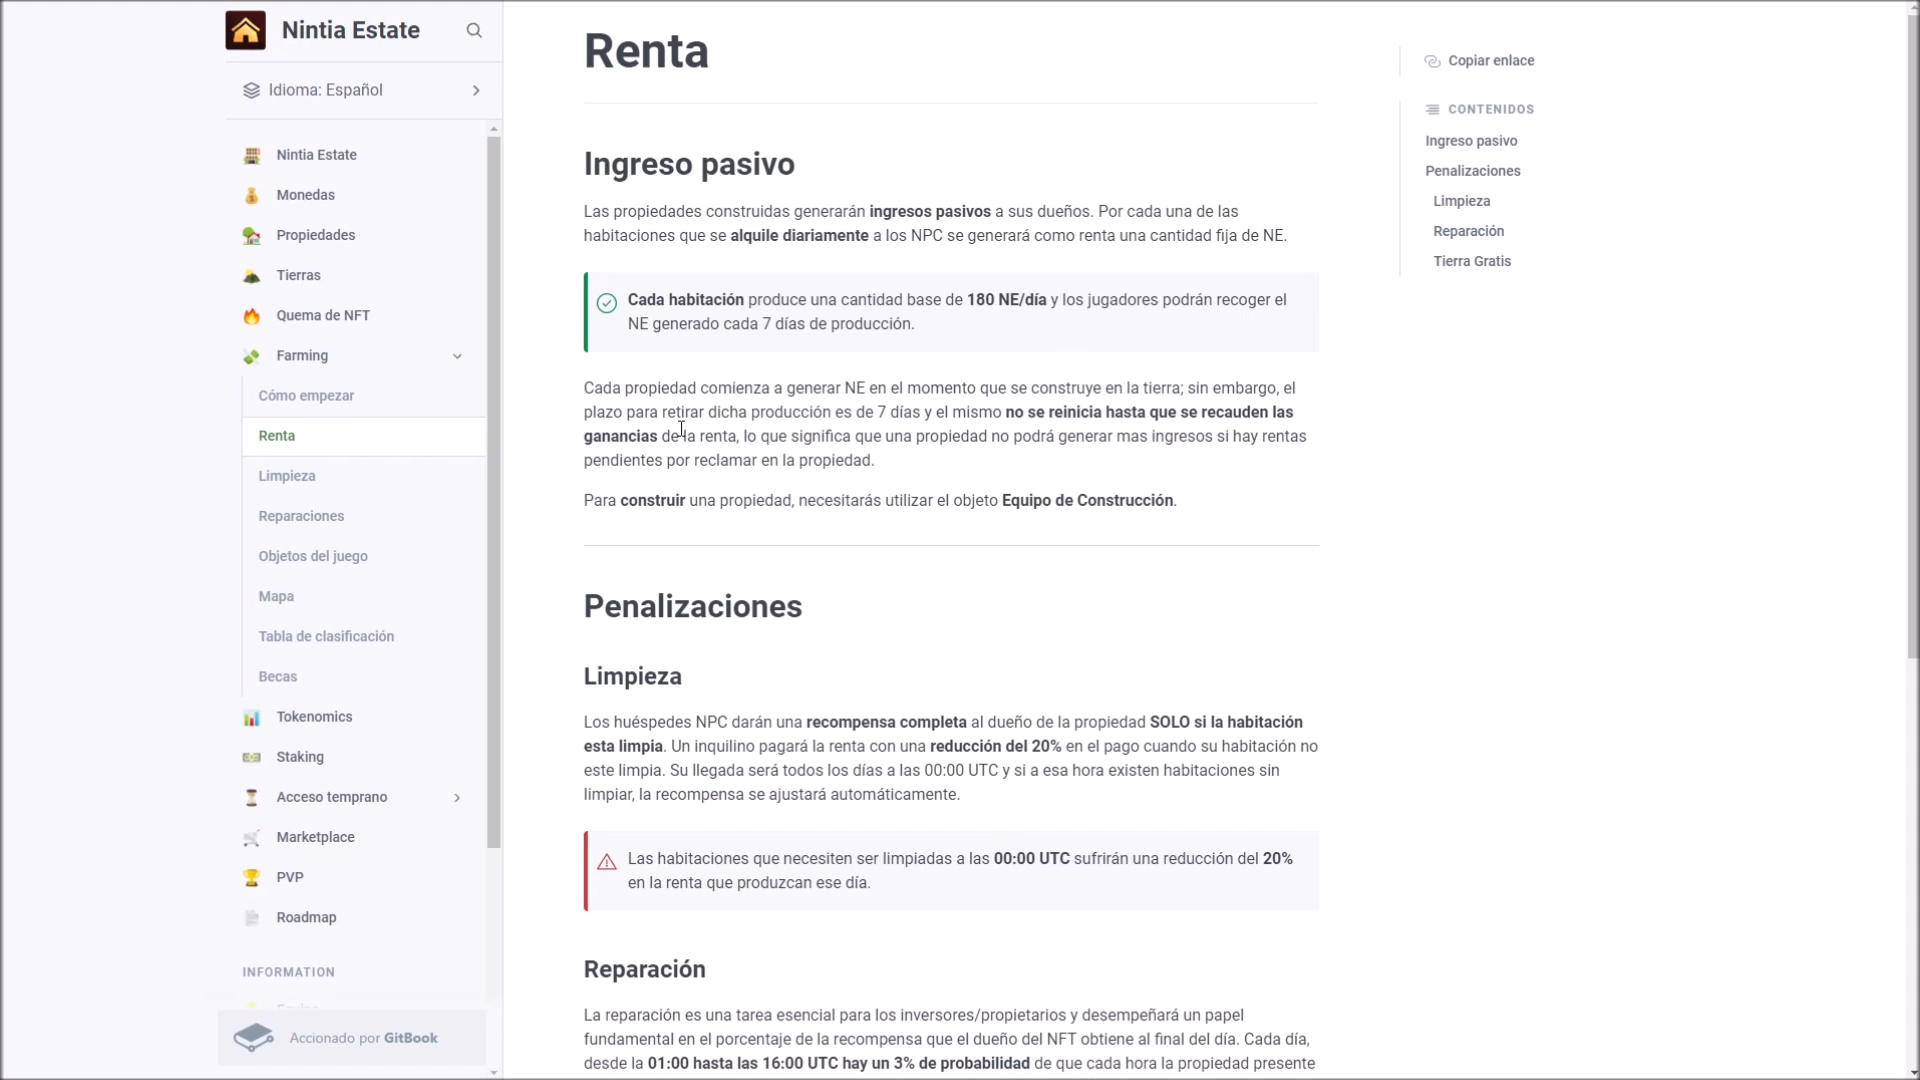 Nintia Estate
Idioma: Español
Nintia Estate
Monedas
Propiedades
Tierras
Quema de NFT
Farming
Cómo empezar
Renta
Limpieza
Reparaciones
Objetos del juego
Mapa
Tabla de clasificación
Becas
Tokenomics
Staking
Acceso temprano
Marketplace
PVP
Roadmap
INFORMATION
Equipo
Accionado por GitBook
Renta
Ingreso pasivo
Las propiedades construidas generarán ingresos pasivos a sus dueños. Por cada una de las
habitaciones que se alquile diariamente a los NPC se generará como renta una cantidad fija de NE.
Cada habitación produce una cantidad base de 180 NE/día y los jugadores podrán recoger el
NE generado cada 7 días de producción.
Cada propiedad comienza a generar NE en el momento que se construye en la tierra; sin embargo, el
plazo para retirar dicha producción es de 7 días y el mismo no se reinicia hasta que se recauden las
ganancias de la renta, lo que significa que una propiedad no podrá generar mas ingresos si hay rentas
pendientes por reclamar en la propiedad.
Para construir una propiedad, necesitarás utilizar el objeto Equipo de Construcción.
Penalizaciones
Limpieza
Los huéspedes NPC darán una recompensa completa al dueño de la propiedad SOLO si la habitación
esta limpia. Un inquilino pagará la renta con una reducción del 20% en el pago cuando su habitación no
este limpia. Su llegada será todos los días a las 00:00 UTC y si a esa hora existen habitaciones sin
limpiar, la recompensa se ajustará automáticamente.
Las habitaciones que necesiten ser limpiadas a las 00:00 UTC sufrirán una reducción del 20%
en la renta que produzcan ese día.
Reparación
La reparación es una tarea esencial para los inversores/propietarios y desempeñará un papel
fundamental en el porcentaje de la recompensa que el dueño del NFT obtiene al final del día. Cada día,
desde la 01:00 hasta las 16:00 UTC hay un 3% de probabilidad de que cada hora la propiedad presente
Copiar enlace
CONTENIDOS
Ingreso pasivo
Penalizaciones
Limpieza
Reparación
Tierra Gratis